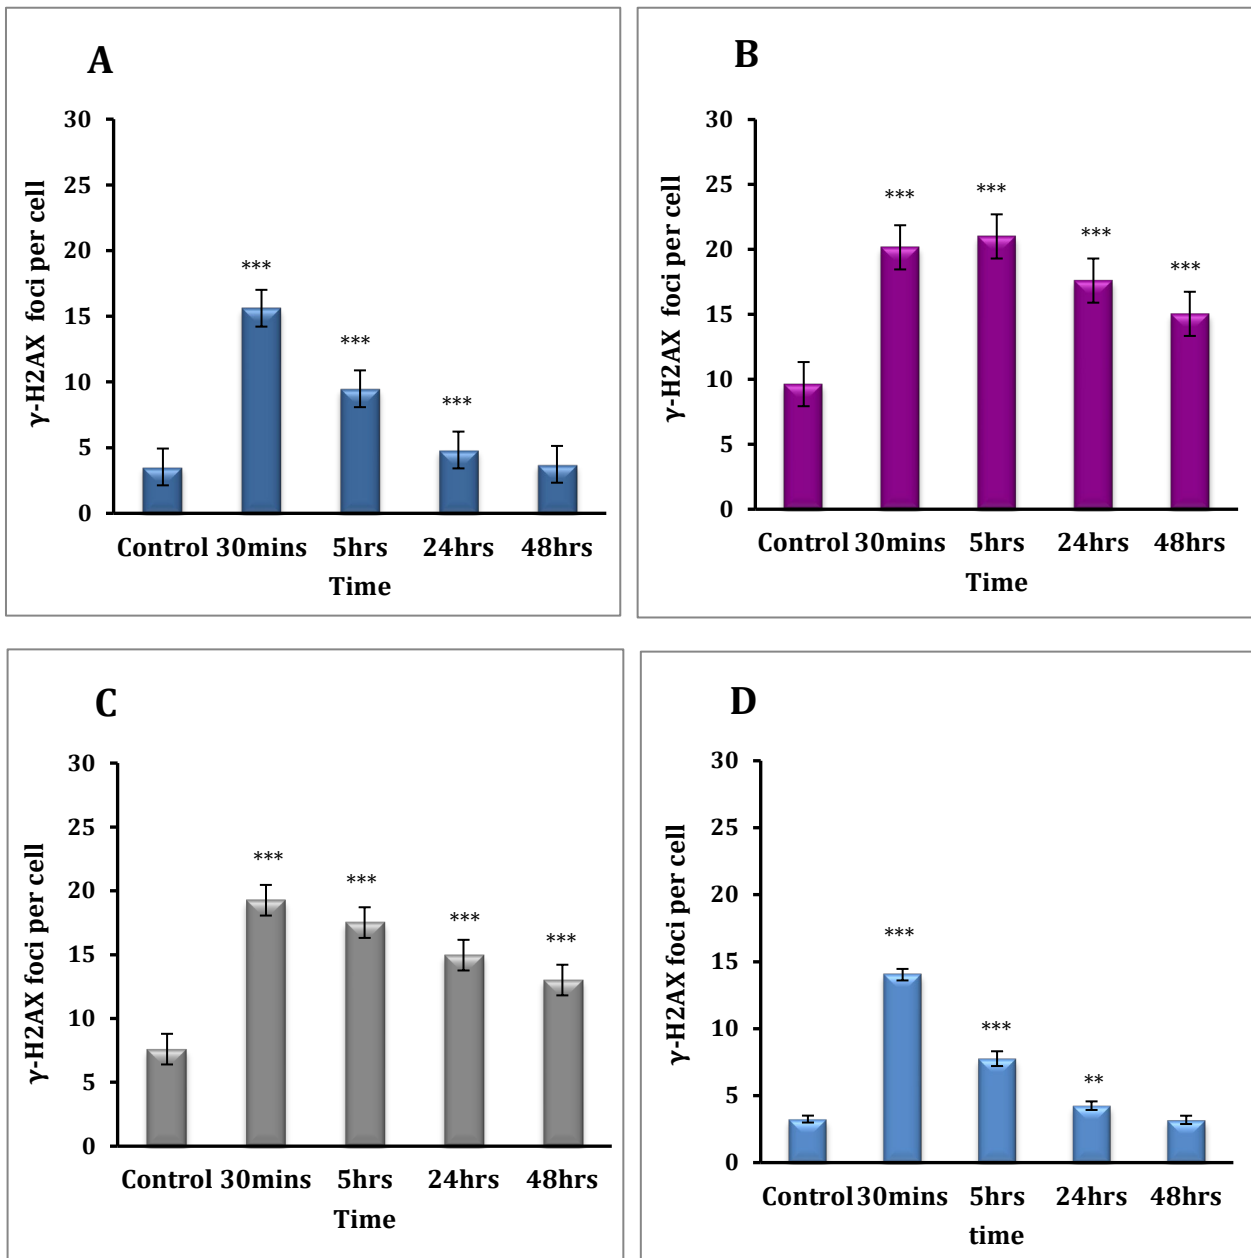 A
γ-H2AX foci per cell
30
25
20
15
10
5
0
***
***
***
Control 30mins 5hrs 24hrs 48hrs
Time
B
γ-H2AX foci per cell
30
25
20
15
10
5
0
***
***
***
***
Control 30mins 5hrs 24hrs 48hrs
Time
C
γ-H2AX foci per cell
30
25
20
15
10
5
0
***
***
***
***
Control 30mins 5hrs 24hrs 48hrs
Time
D
γ-H2AX foci per cell
30
25
20
15
10
5
0
***
***
**
Control 30mins 5hrs 24hrs 48hrs
time